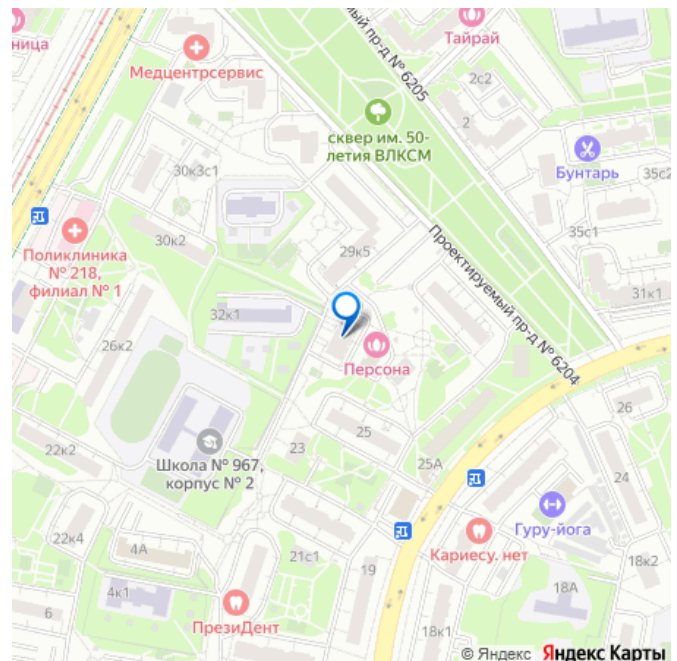 ница
Медцентрсервис
мый пр-д № 6205
Тайрай
2с2
2
сквер им. 50-
летия ВЛКСМ
Бунтарь
35с2
30к3с1
35с1
Поликлиника
№ 218,
филиал № 1
30к2
29к5
Проектируемый пр-д № 6204
31к1
32к1
Персона
26к2
26
25
23
22к2
Школа № 967,
корпус № 2
25А
24
Гуру-йога
22к4
4А
21с1
19
Кариесу. нет
18к2
4к1
18А
6
ПрезиДент
18к1
© Яндекс Яндекс Карты